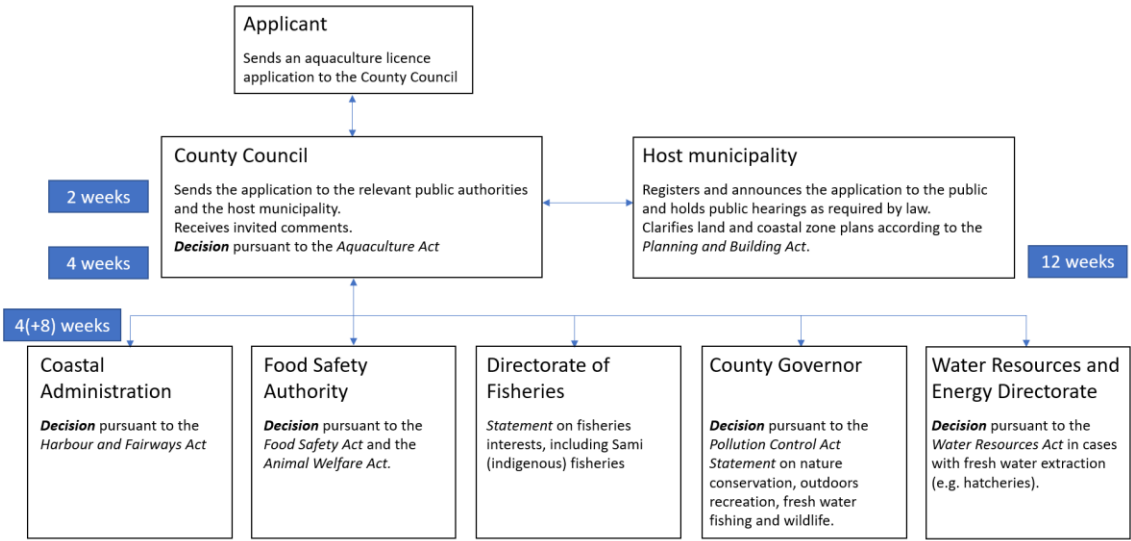 Applicant
Sends an aquaculture licence
application to the County Council
County Council
Sends the application to the relevant public authorities
and the host municipality.
Receives invited comments.
Decision pursuant to the Aquaculture Act
2 weeks
4 weeks
Host municipality
Registers and announces the application to the public
and holds public hearings as required by law.
Clarifies land and coastal zone plans according to the
Planning and Building Act.
12 weeks
4(+8) weeks
Coastal
Administration
Decision pursuant to the
Harbour and Fairways Act
Food Safety
Authority
Decision pursuant to the
Food Safety Act and the
Animal Welfare Act.
Directorate of
Fisheries
Statement on fisheries
interests, including Sami
(indigenous) fisheries
County Governor
Decision pursuant to the
Pollution Control Act
Statement on nature
conservation, outdoors
recreation, fresh water
fishing and wildlife.
Water Resources and
Energy Directorate
Decision pursuant to the
Water Resources Act in cases
with fresh water extraction
(e.g. hatcheries).